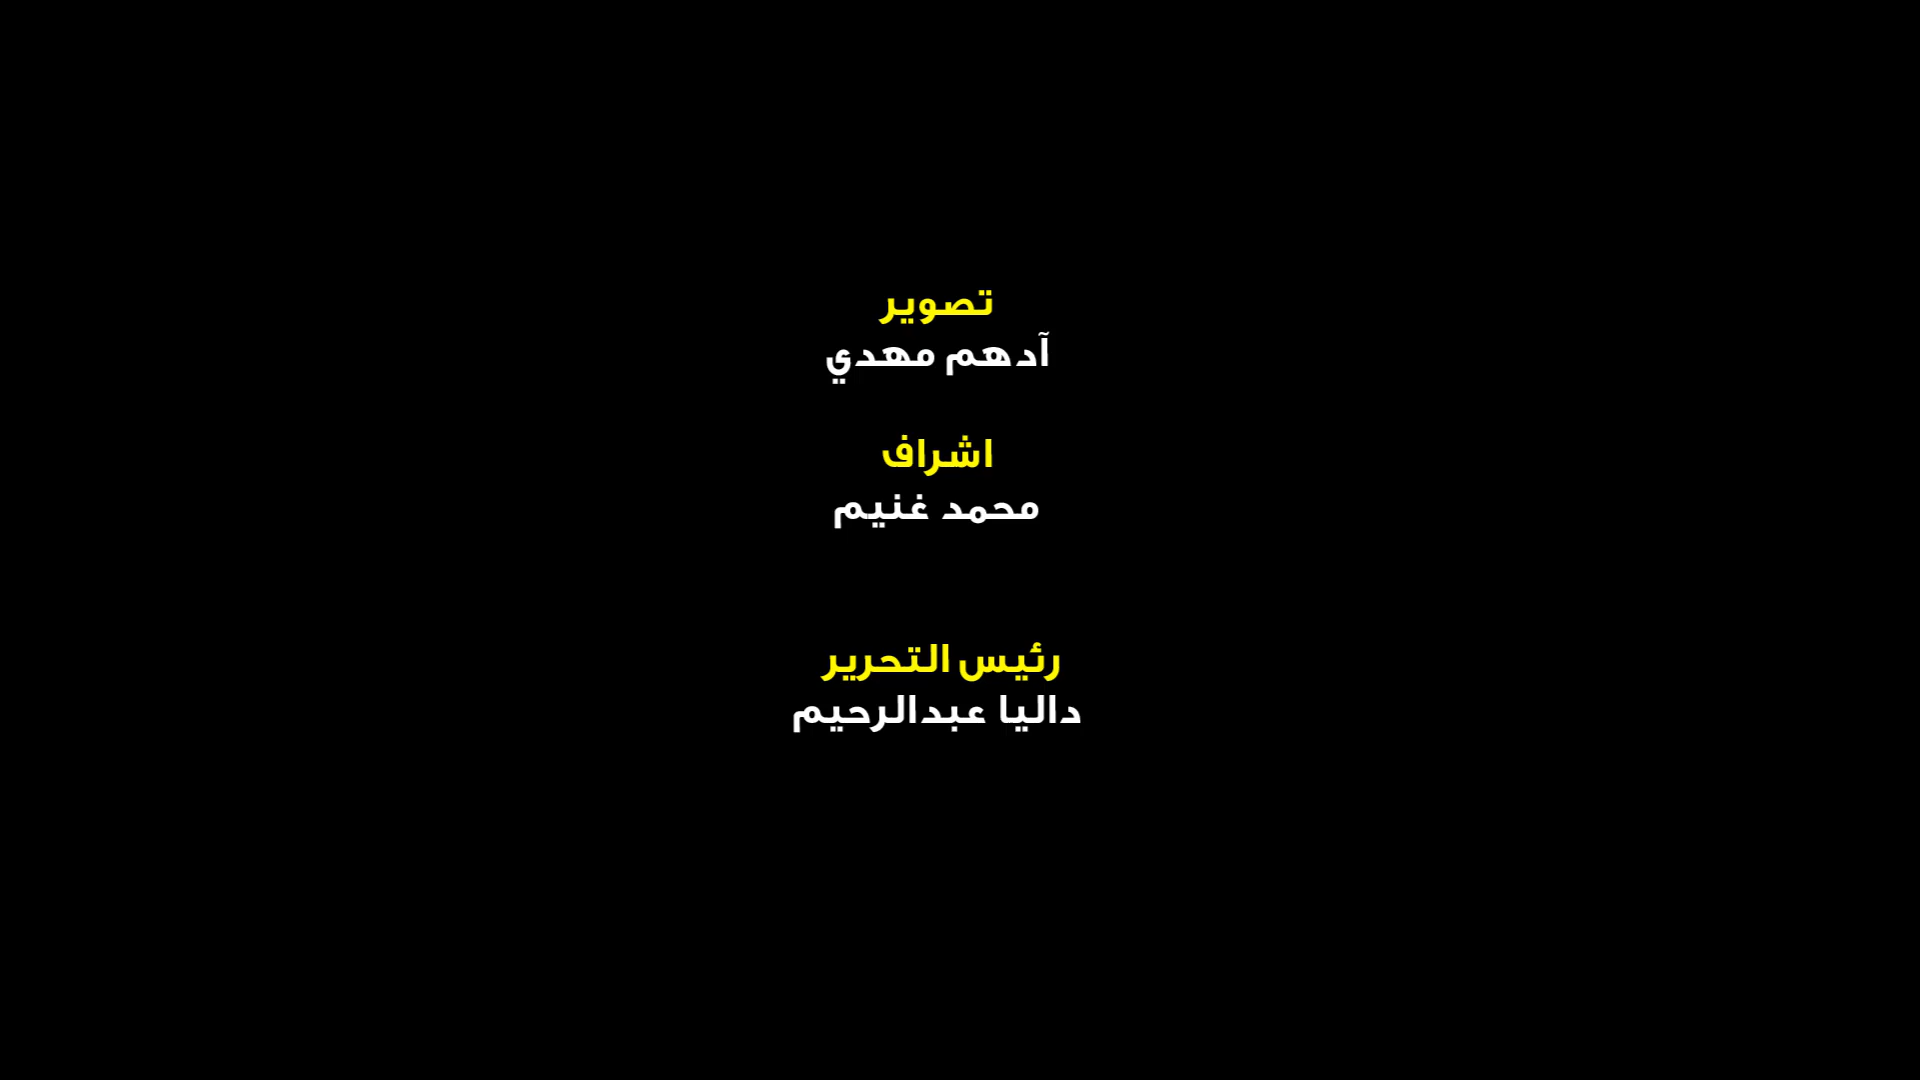 تصوير
آدهم مهدي
اشراف
محمد غنيم
رئيس التحرير
داليا عبدالرحيم